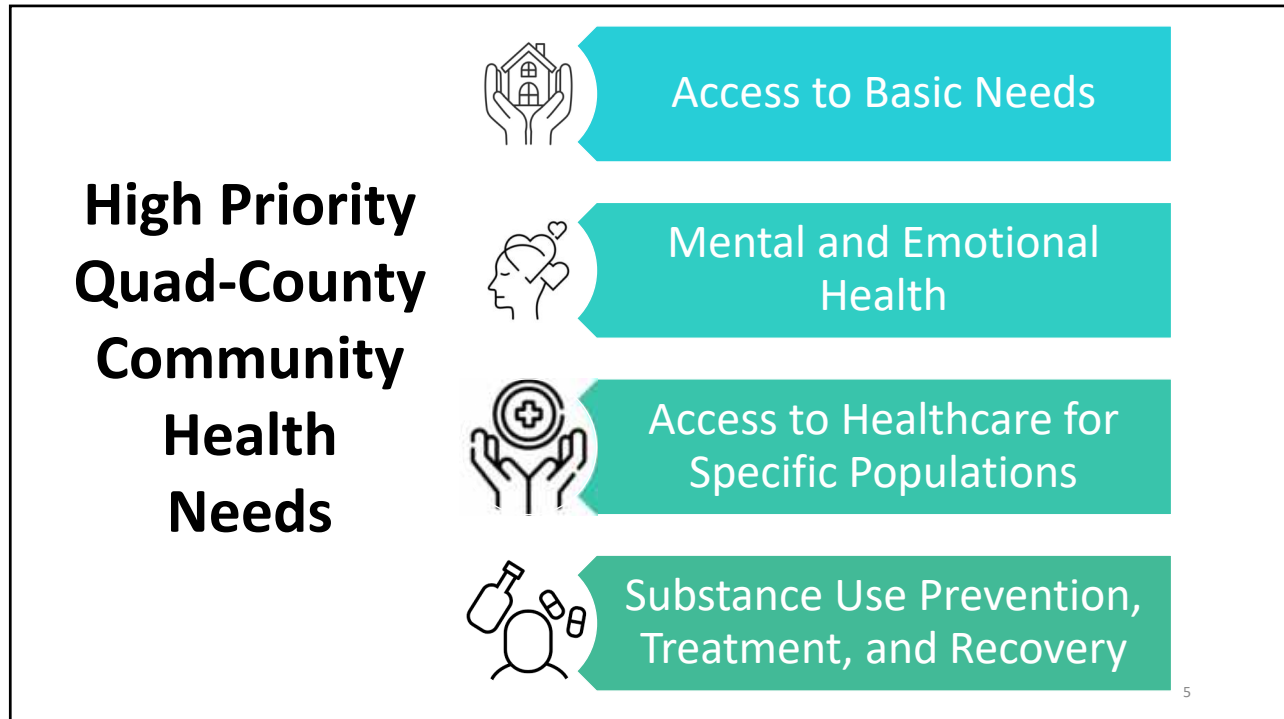 High Priority
Quad-County
Community
Health
Needs
Access to Basic Needs
Mental and Emotional
Health
Access to Healthcare for
Specific Populations
Substance Use Prevention,
Treatment, and Recovery
5